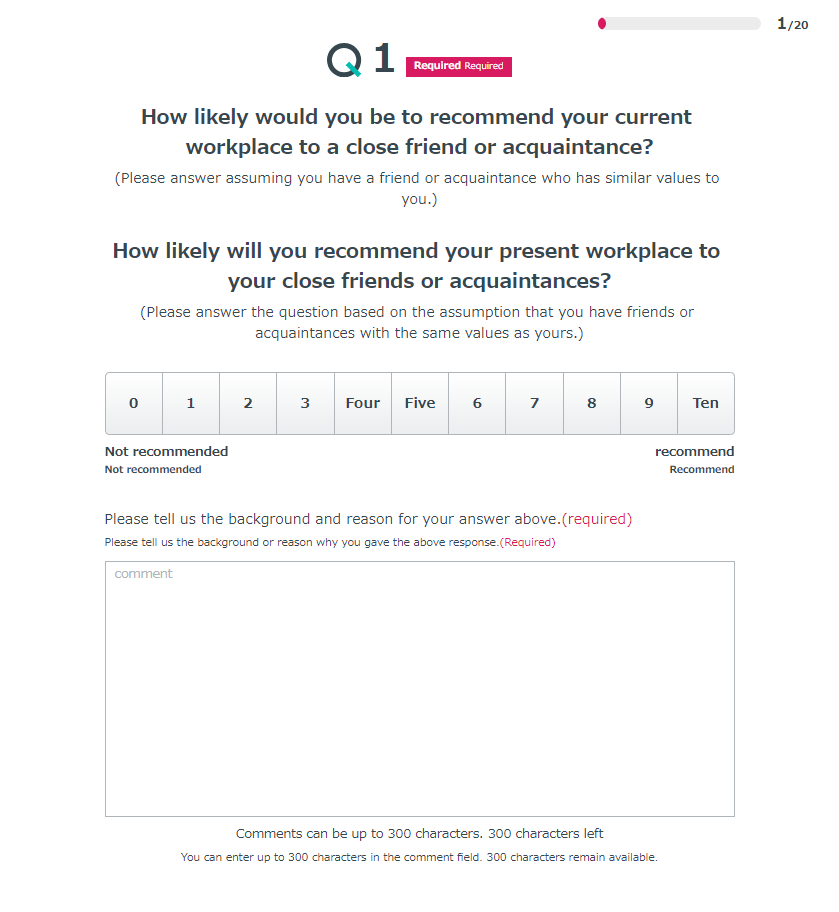 1/20
Q 1 Required Required
How likely would you be to recommend your current
workplace to a close friend or acquaintance?
(Please answer assuming you have a friend or acquaintance who has similar values to
you.)
How likely will you recommend your present workplace to
your close friends or acquaintances?
(Please answer the question based on the assumption that you have friends or
acquaintances with the same values as yours.)
0 1 2 3 Four Five 6 7 8 9 Ten
Not recommended recommend
Not recommended Recommend
Please tell us the background and reason for your answer above.(required)
Please tell us the background or reason why you gave the above response.(Required)
comment
Comments can be up to 300 characters. 300 characters left
You can enter up to 300 characters in the comment field. 300 characters remain available.